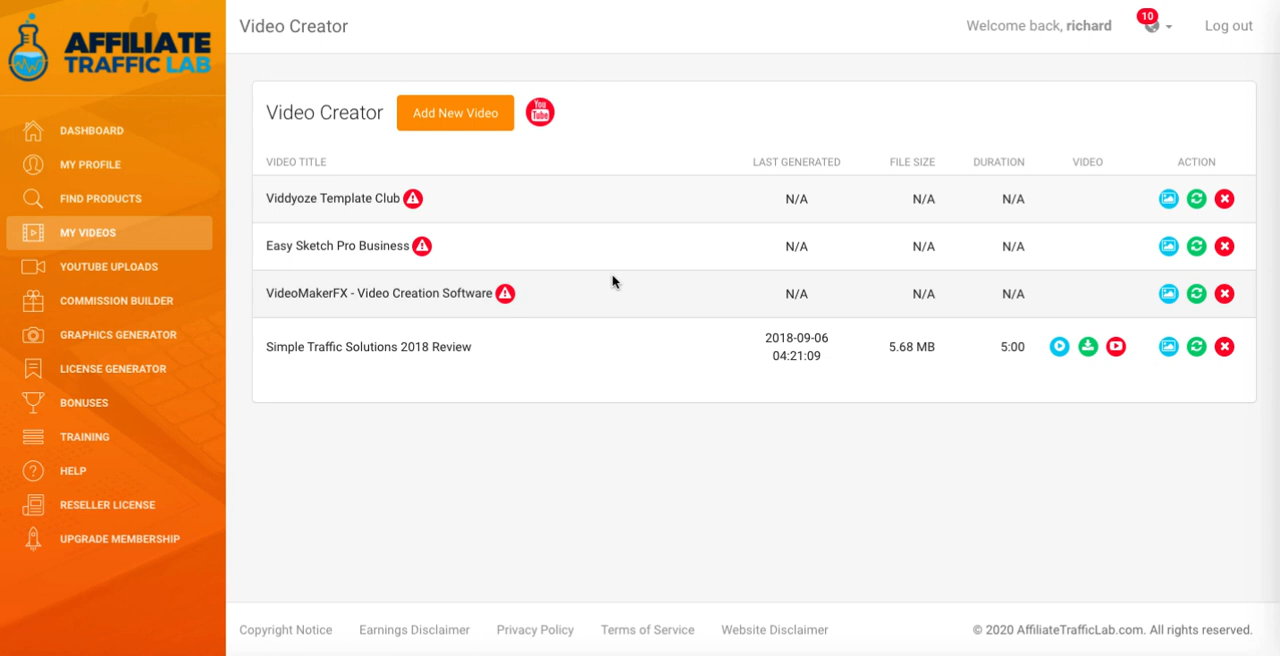 AFFILIATE
TRAFFIC LAB
Video Creator
Welcome back, richard
10
Log out
DASHBOARD
MY PROFILE
FIND PRODUCTS
MY VIDEOS
YOUTUBE UPLOADS
COMMISSION BUILDER
GRAPHICS GENERATOR
LICENSE GENERATOR
BONUSES
TRAINING
HELP
RESELLER LICENSE
UPGRADE MEMBERSHIP
Video Creator
Add New Video
You
Tube
VIDEO TITLE LAST GENERATED FILE SIZE DURATION VIDEO ACTION
Viddyoze Template Club N/A N/A N/A
Easy Sketch Pro Business N/A N/A N/A
VideoMakerFX - Video Creation Software N/A N/A N/A
Simple Traffic Solutions 2018 Review 2018-09-06 04:21:09 5.68 MB 5:00
Copyright Notice Earnings Disclaimer Privacy Policy Terms of Service Website Disclaimer
© 2020 AffiliateTrafficLab.com. All rights reserved.